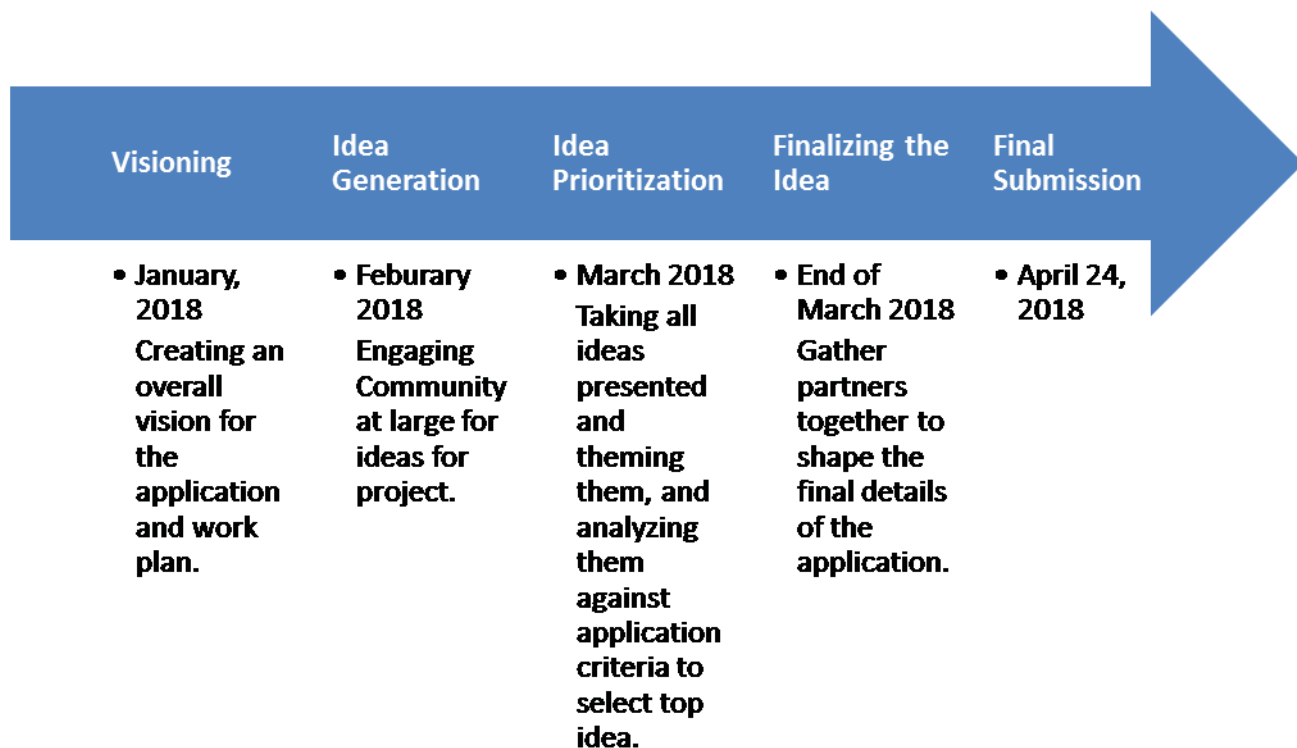 Visioning
Idea
Generation
Idea
Prioritization
Finalizing the
Idea
Final
Submission
• January,
2018
Creating an
overall
vision for
the
application
and work
plan.
• Feburary
2018
Engaging
Community
at large for
ideas for
project.
• March 2018
Taking all
ideas
presented
and
theming
them, and
analyzing
them
against
application
criteria to
select top
idea.
• End of
March 2018
Gather
partners
together to
shape the
final details
of the
application.
• April 24,
2018